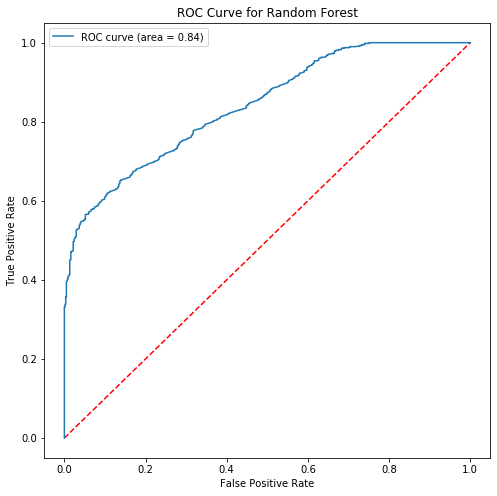 ROC Curve for Random Forest
ROC curve (area = 0.84)
True Positive Rate
1.0
0.8
0.6
0.4
0.2
0.0
0.0 0.2 0.4 0.6 0.8 1.0
False Positive Rate